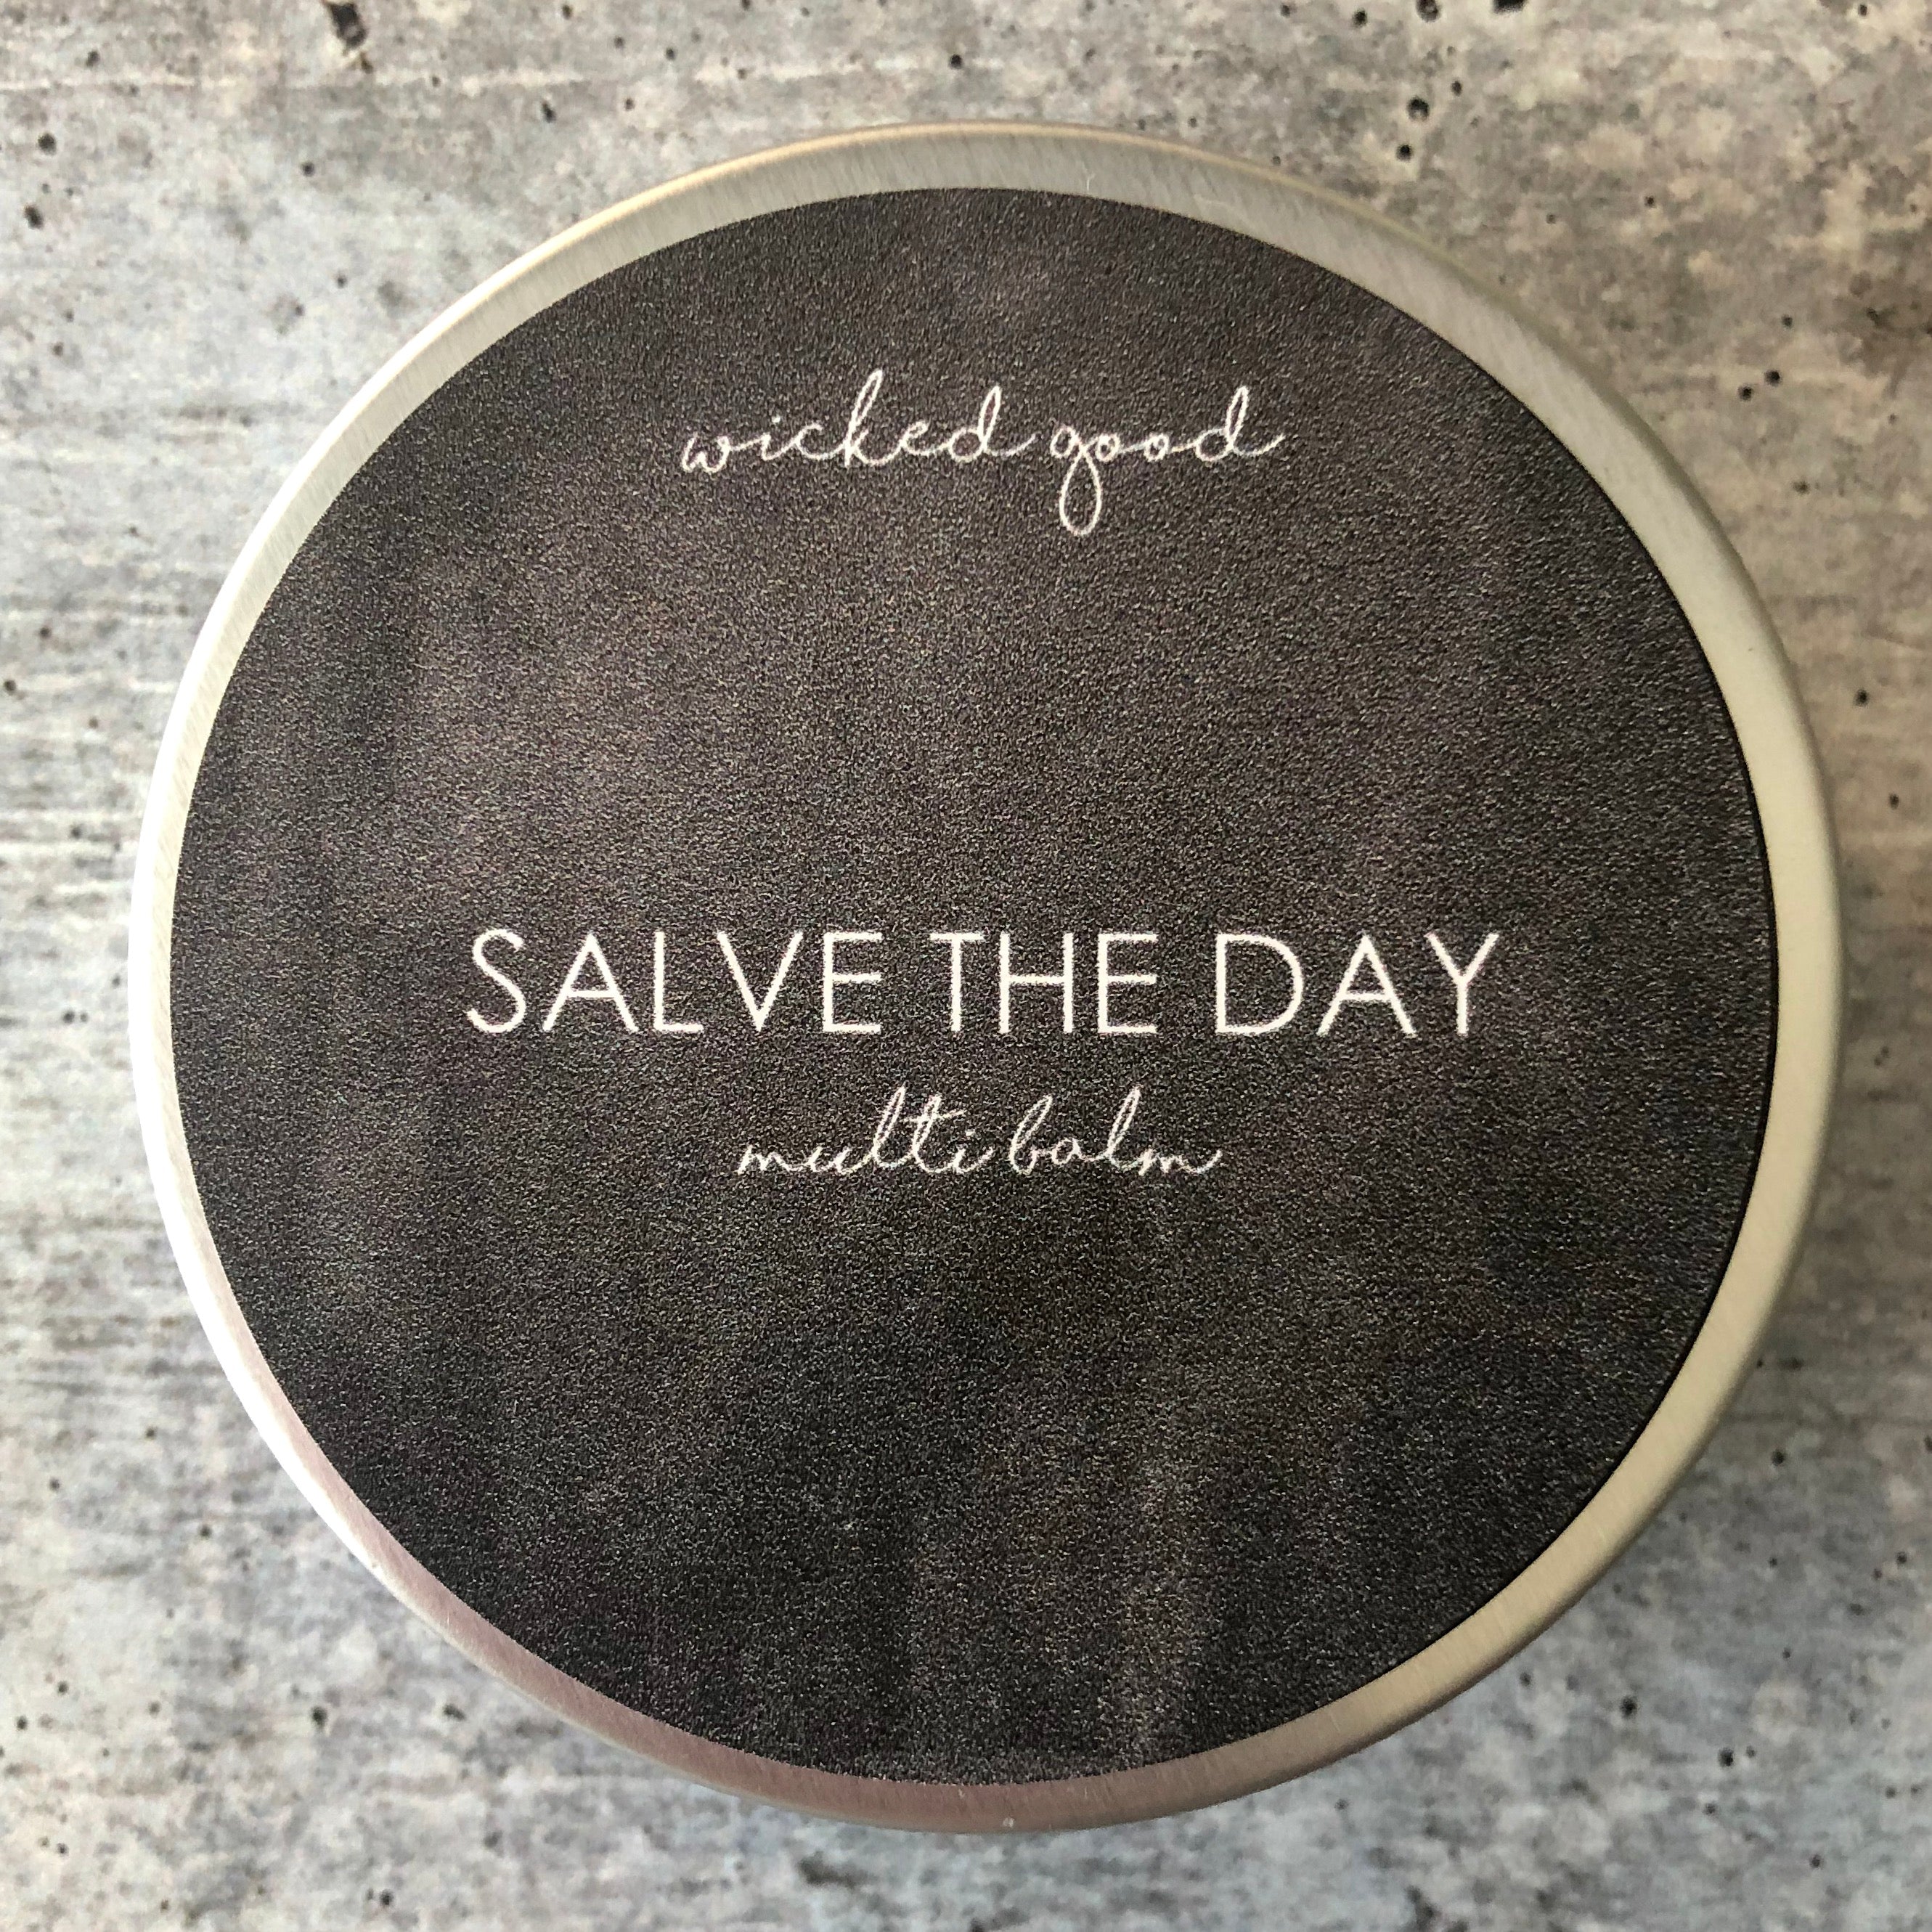 wicked good
SALVE THE DAY
multi balm